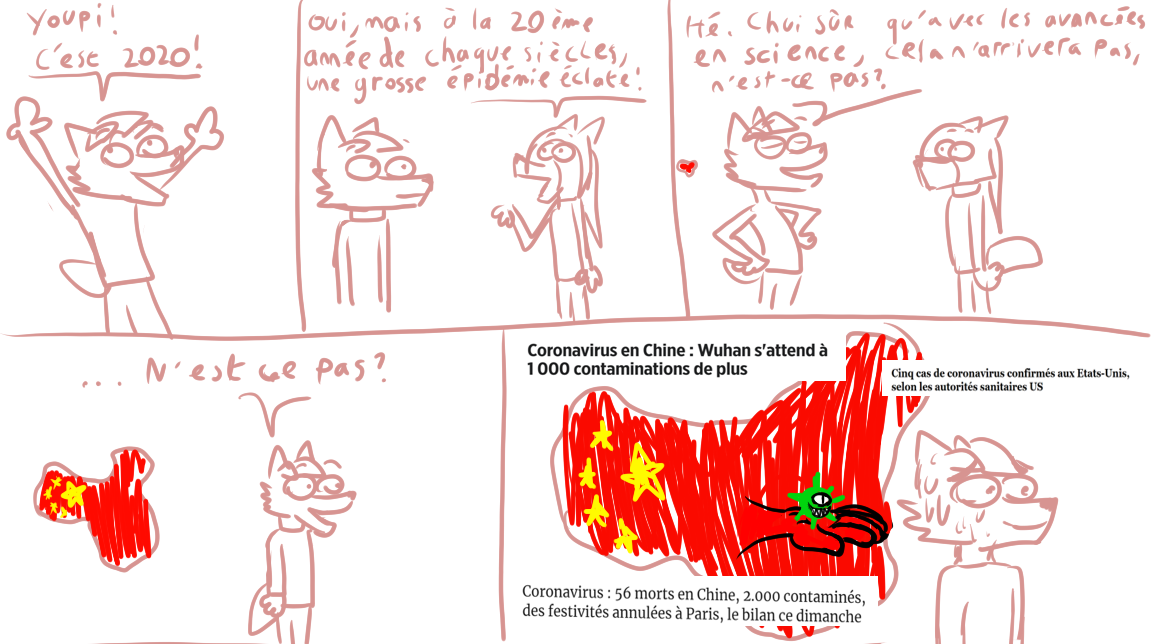 Youpi!
C'est 2020!
Oui, mais à la 20ème
année de chaque siècles,
une grosse épidémie éclate!
Hé. Chui sûr qu'avec les avancées
en science, cela n'arrivera pas,
n'est-ce pas?
... N'est ce pas?
Coronavirus en Chine : Wuhan s'attend à
1 000 contaminations de plus
Cinq cas de coronavirus confirmés aux Etats-Unis,
selon les autorités sanitaires US
Coronavirus : 56 morts en Chine, 2.000 contaminés,
des festivités annulées à Paris, le bilan ce dimanche